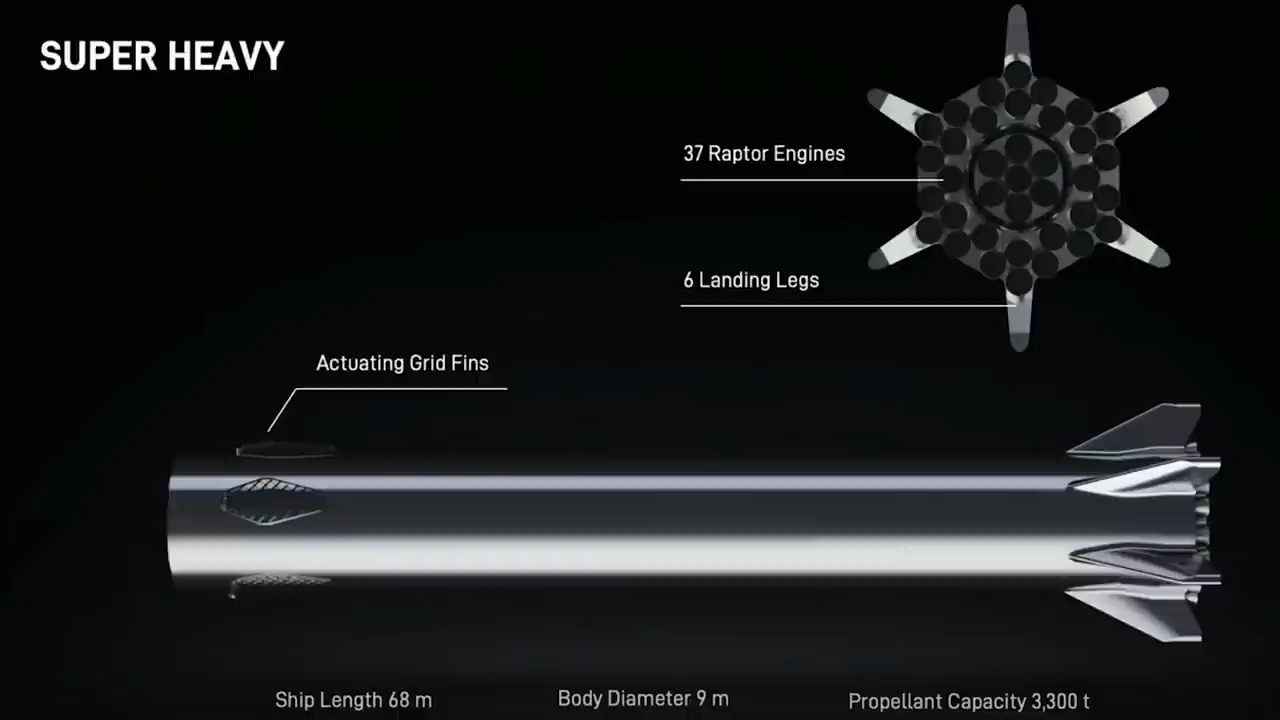 SUPER HEAVY
37 Raptor Engines
6 Landing Legs
Actuating Grid Fins
Ship Length 68 m
Body Diameter 9 m
Propellant Capacity 3,300 t